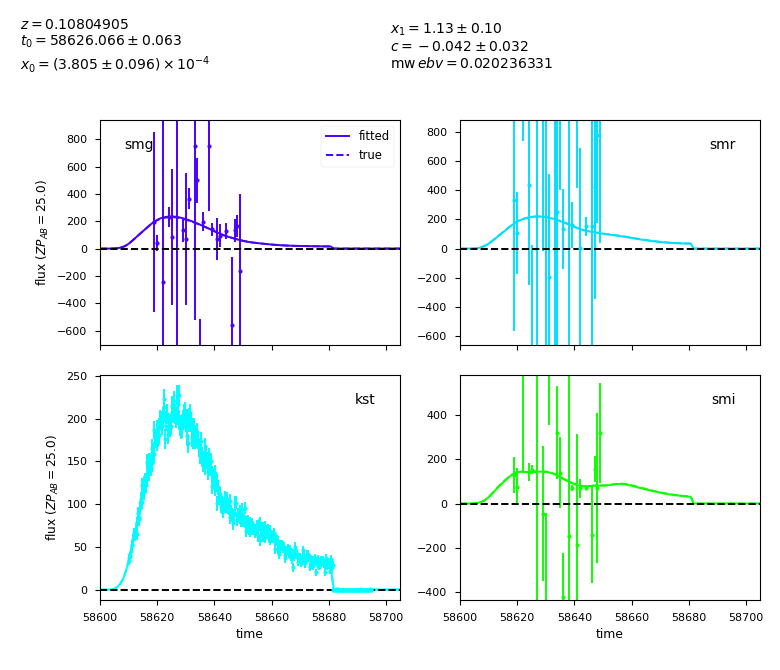 z = 0.10804905
t₀ = 58626.066 ± 0.063
x₀ = (3.805 ± 0.096) × 10⁻⁴
x₁ = 1.13 ± 0.10
c = −0.042 ± 0.032
mw ebv = 0.020236331
smg
fitted
true
800
600
400
200
0
−200
−400
−600
flux (ZP_AB = 25.0)
smr
800
600
400
200
0
−200
−400
−600
kst
250
200
150
100
50
0
flux (ZP_AB = 25.0)
58600 58620 58640 58660 58680 58700
time
smi
400
200
0
−200
−400
58600 58620 58640 58660 58680 58700
time